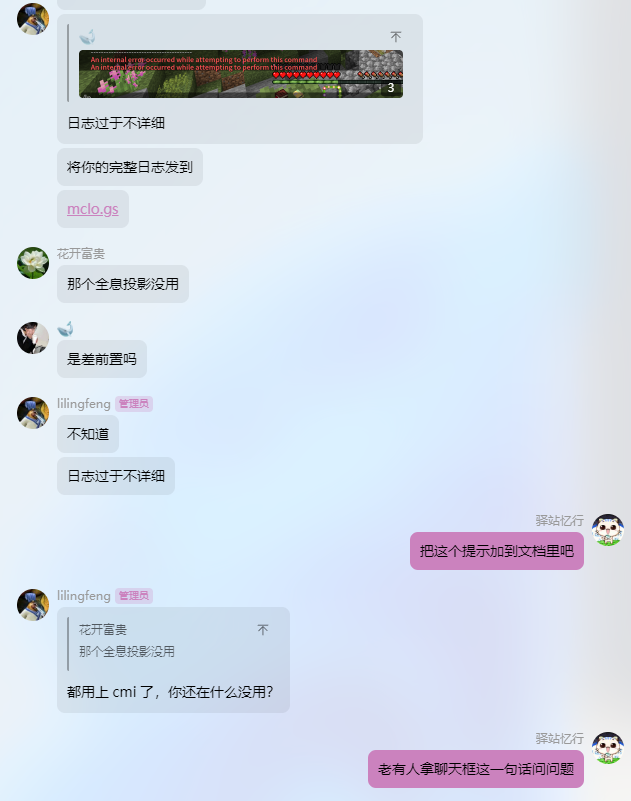 An internal error occurred while attempting to perform this command
An internal error occurred while attempting to perform this command
3
日志过于不详细
将你的完整日志发到
mclo.gs
花开富贵
那个全息投影没用
是差前置吗
lilingfeng 管理员
不知道
日志过于不详细
驿站忆行
把这个提示加到文档里吧
lilingfeng 管理员
花开富贵
那个全息投影没用
都用上 cmi 了，你还在什么没用？
驿站忆行
老有人拿聊天框这一句话问问题